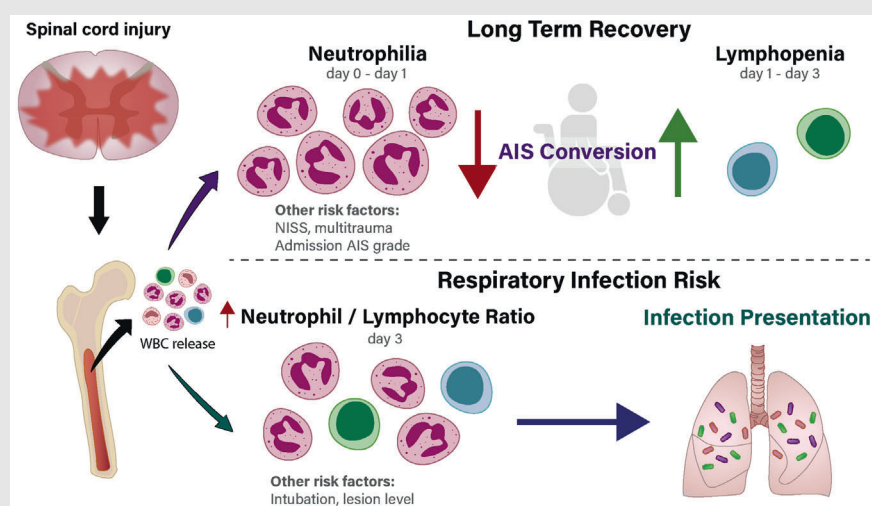 Spinal cord injury
Long Term Recovery
Neutrophilia
day 0 - day 1
Lymphopenia
day 1 - day 3
AIS Conversion
Other risk factors:
NISS, multitrauma
Admission AIS grade
WBC release
Respiratory Infection Risk
Neutrophil / Lymphocyte Ratio
day 3
Infection Presentation
Other risk factors:
Intubation, lesion level